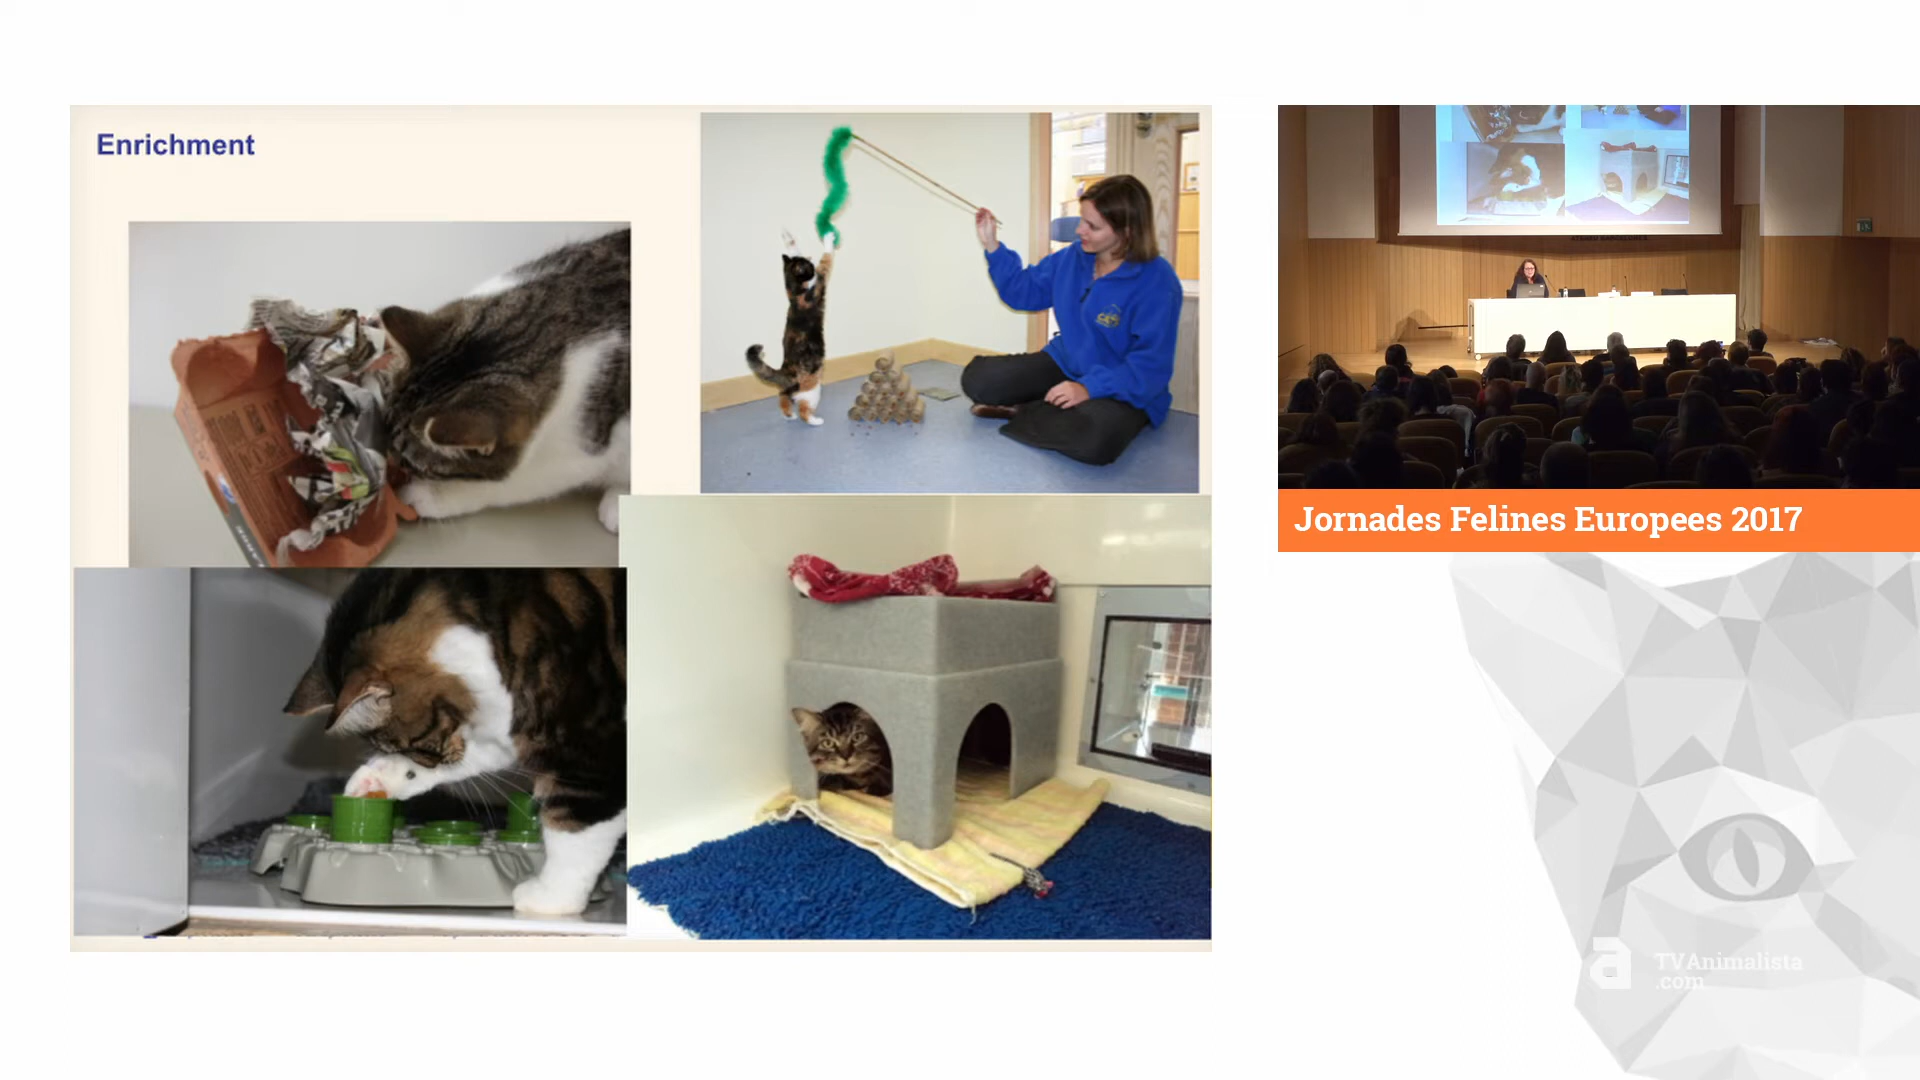 Enrichment
Jornades Felines Europees 2017
TVAnimalista
.com